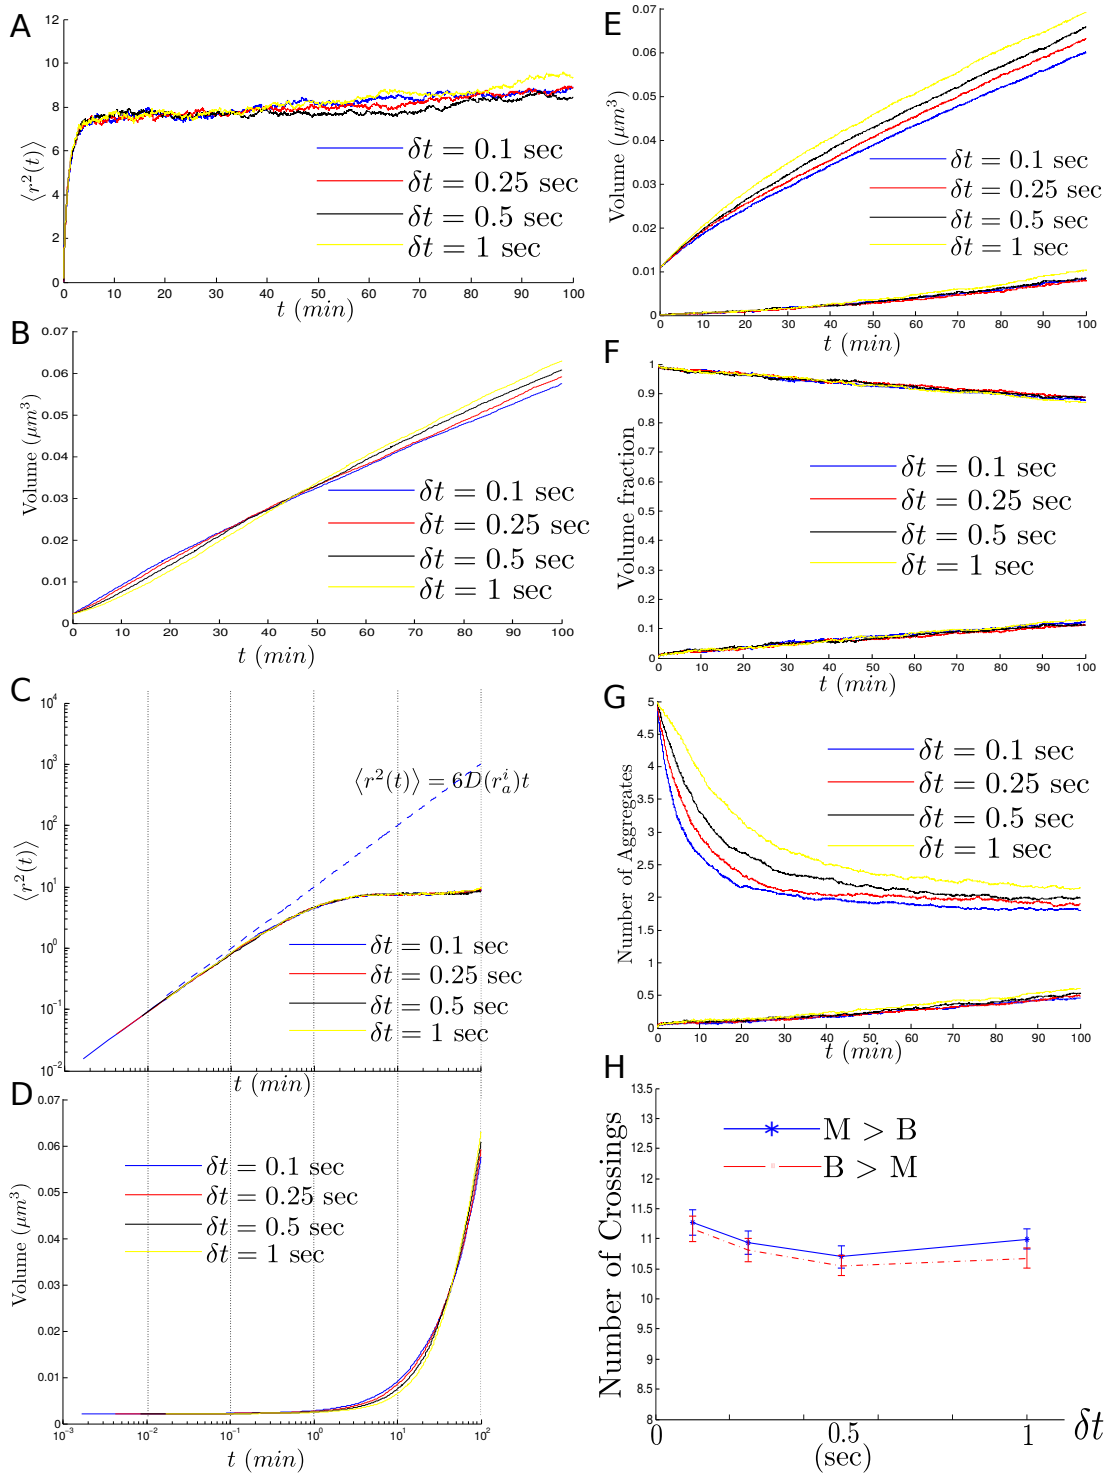 A
12
10
8
6
4
2
0
⟨r²(t)⟩
δt = 0.1 sec
δt = 0.25 sec
δt = 0.5 sec
δt = 1 sec
0 10 20 30 40 50 60 70 80 90 100
t (min)
B
0.07
0.06
0.05
0.04
0.03
0.02
0.01
0
Volume (μm³)
δt = 0.1 sec
δt = 0.25 sec
δt = 0.5 sec
δt = 1 sec
0 10 20 30 40 50 60 70 80 90 100
t (min)
C
10⁴
10³
10²
10¹
10⁰
10⁻¹
10⁻²
⟨r²(t)⟩
⟨r²(t)⟩ = 6D(rₐⁱ)t
δt = 0.1 sec
δt = 0.25 sec
δt = 0.5 sec
δt = 1 sec
t (min)
D
0.07
0.06
0.05
0.04
0.03
0.02
0.01
0
Volume (μm³)
δt = 0.1 sec
δt = 0.25 sec
δt = 0.5 sec
δt = 1 sec
10⁻³ 10⁻² 10⁻¹ 10⁰ 10¹ 10²
t (min)
E
0.07
0.06
0.05
0.04
0.03
0.02
0.01
0
Volume (μm³)
δt = 0.1 sec
δt = 0.25 sec
δt = 0.5 sec
δt = 1 sec
0 10 20 30 40 50 60 70 80 90 100
t (min)
F
1
0.9
0.8
0.7
0.6
0.5
0.4
0.3
0.2
0.1
0
Volume fraction
δt = 0.1 sec
δt = 0.25 sec
δt = 0.5 sec
δt = 1 sec
0 10 20 30 40 50 60 70 80 90 100
t (min)
G
5
4.5
4
3.5
3
2.5
2
1.5
1
0.5
0
Number of Aggregates
δt = 0.1 sec
δt = 0.25 sec
δt = 0.5 sec
δt = 1 sec
0 10 20 30 40 50 60 70 80 90 100
t (min)
H
13.5
13
12.5
12
11.5
11
10.5
10
9.5
9
8.5
8
Number of Crossings
M > B
B > M
0 0.5 1 δt
(sec)